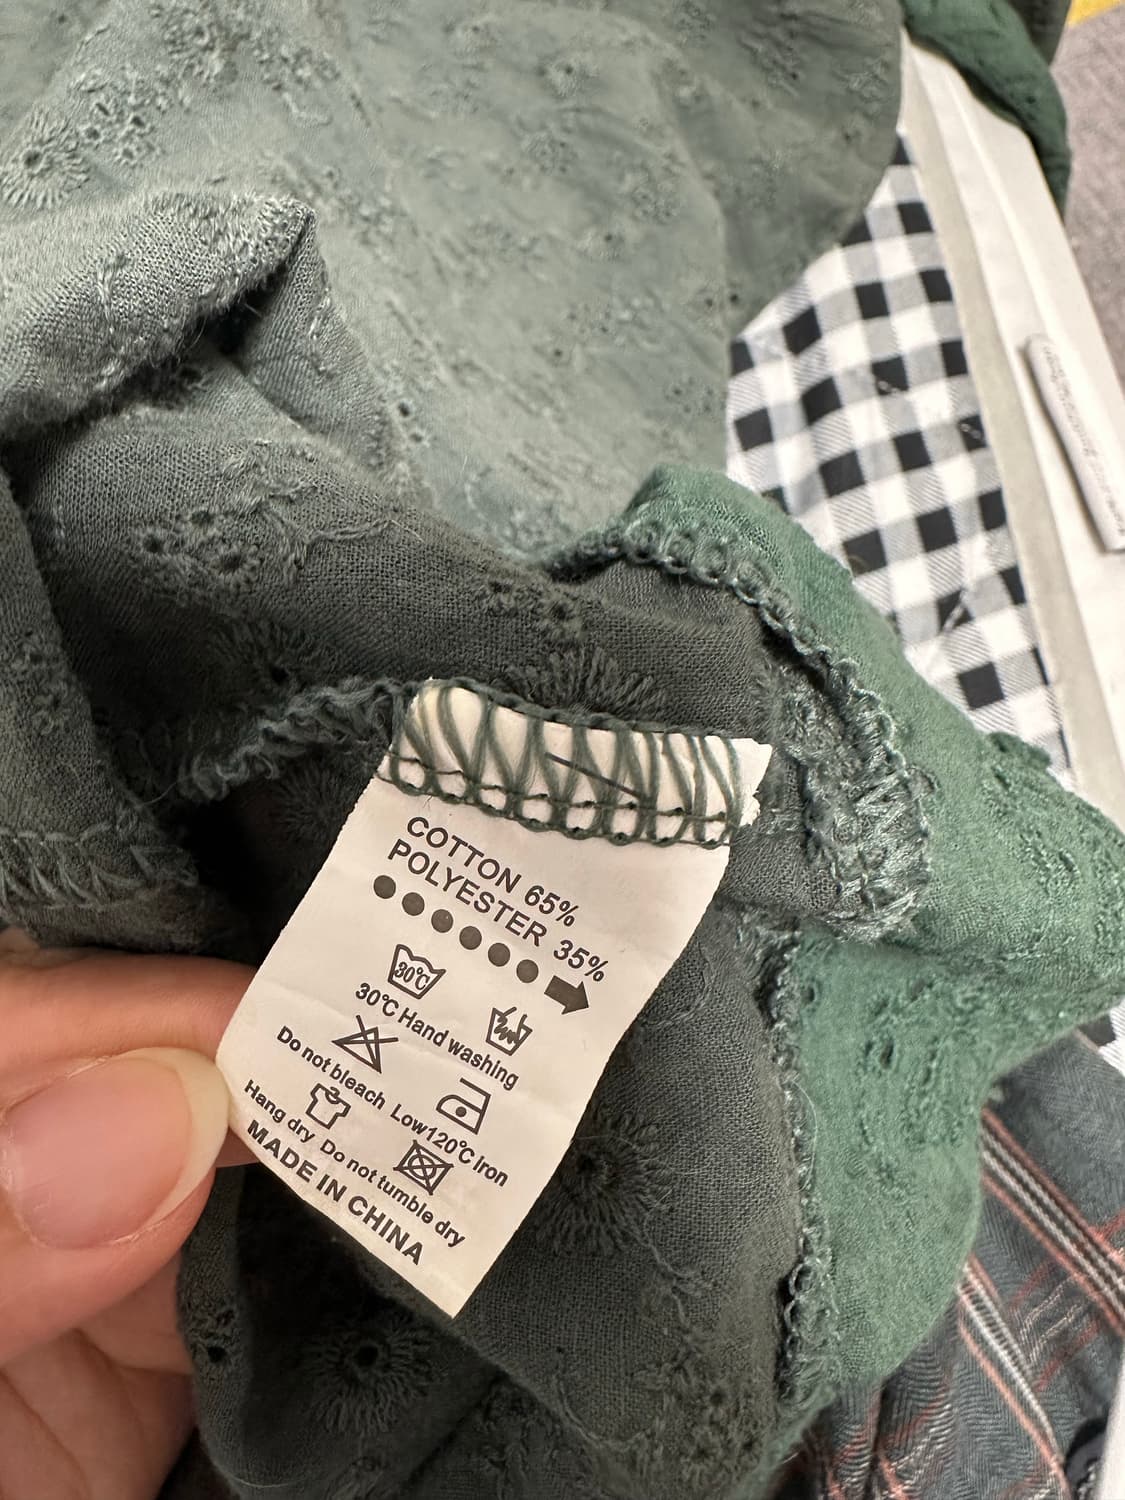 COTTON 65%
POLYESTER 35%
30℃
30℃ Hand washing
Do not bleach Low120℃ iron
Hang dry Do not tumble dry
MADE IN CHINA